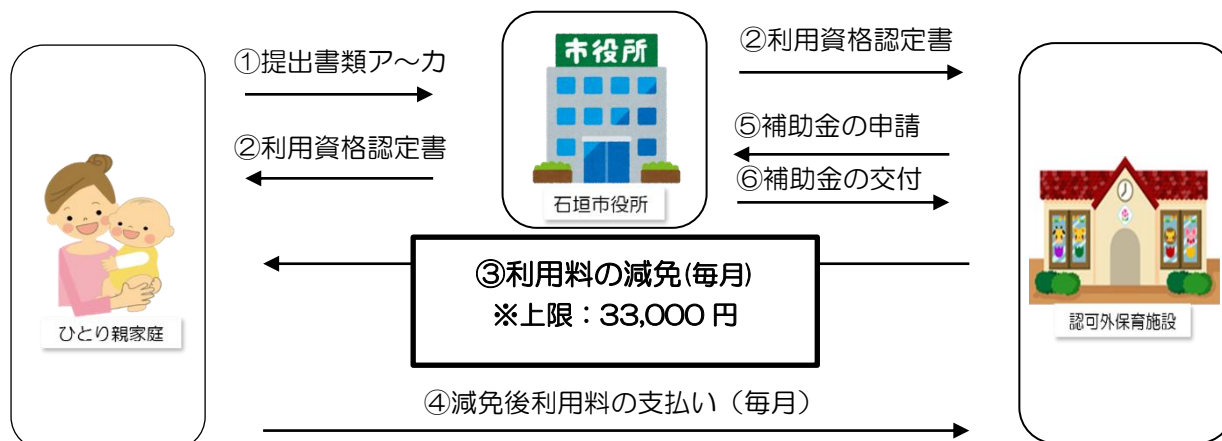 ①提出書類ア～カ
②利用資格認定書
市役所
石垣市役所
②利用資格認定書
⑤補助金の申請
⑥補助金の交付
③利用料の減免(毎月)
※上限：33,000円
ひとり親家庭
認可外保育施設
④減免後利用料の支払い（毎月）